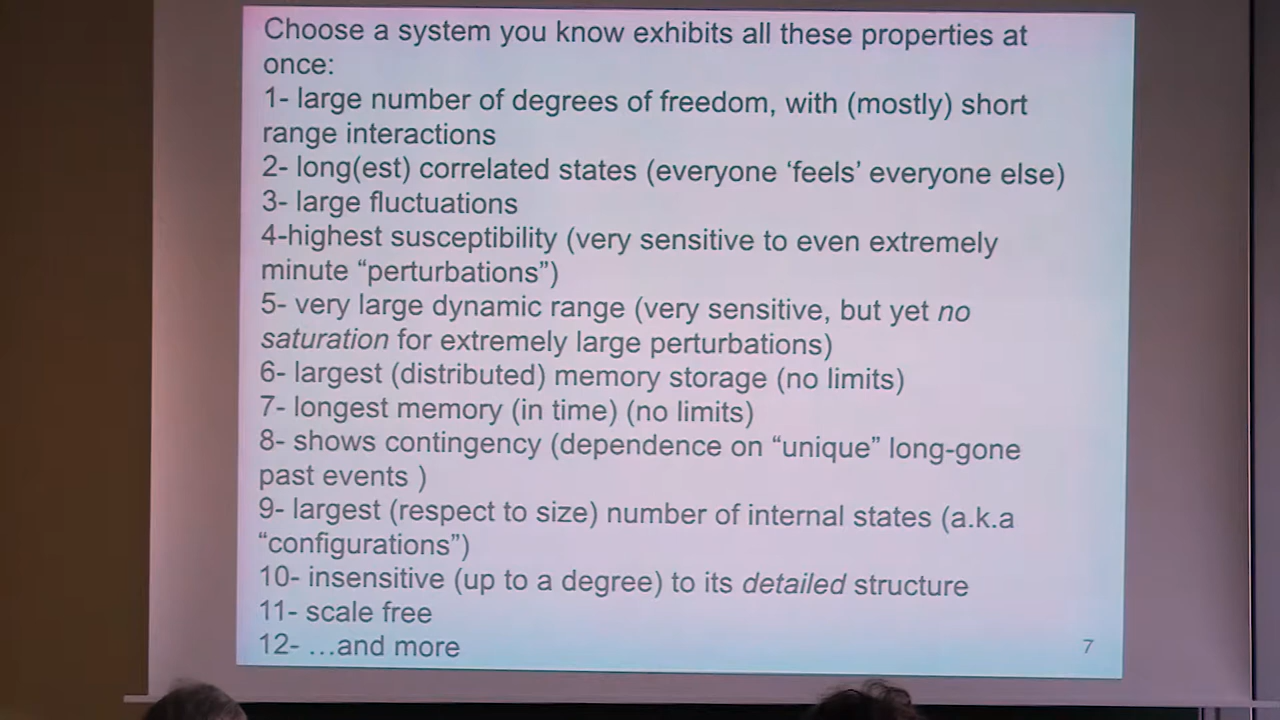 Choose a system you know exhibits all these properties at
once:
1- large number of degrees of freedom, with (mostly) short
range interactions
2- long(est) correlated states (everyone ‘feels’ everyone else)
3- large fluctuations
4-highest susceptibility (very sensitive to even extremely
minute “perturbations”)
5- very large dynamic range (very sensitive, but yet no
saturation for extremely large perturbations)
6- largest (distributed) memory storage (no limits)
7- longest memory (in time) (no limits)
8- shows contingency (dependence on “unique” long-gone
past events )
9- largest (respect to size) number of internal states (a.k.a
“configurations”)
10- insensitive (up to a degree) to its detailed structure
11- scale free
12- …and more
7